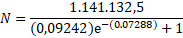 N = 1.141.132,5 / (0,09242)e^-(0.07288) + 1